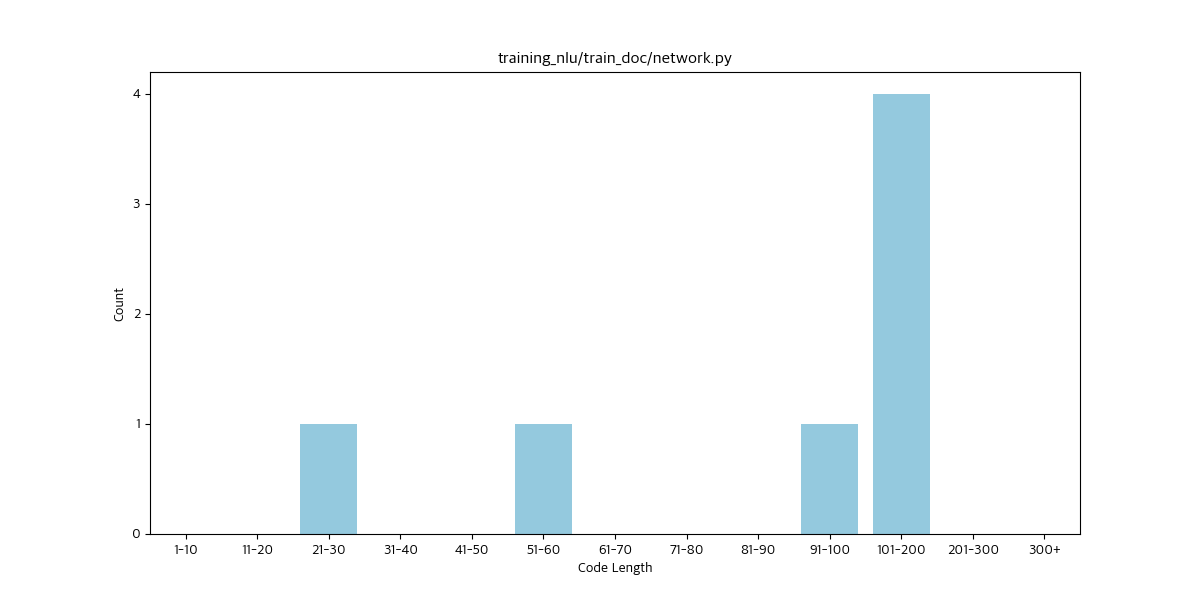 training_nlu/train_doc/network.py
Count
4
3
2
1
0
1-10 11-20 21-30 31-40 41-50 51-60 61-70 71-80 81-90 91-100 101-200 201-300 300+
Code Length